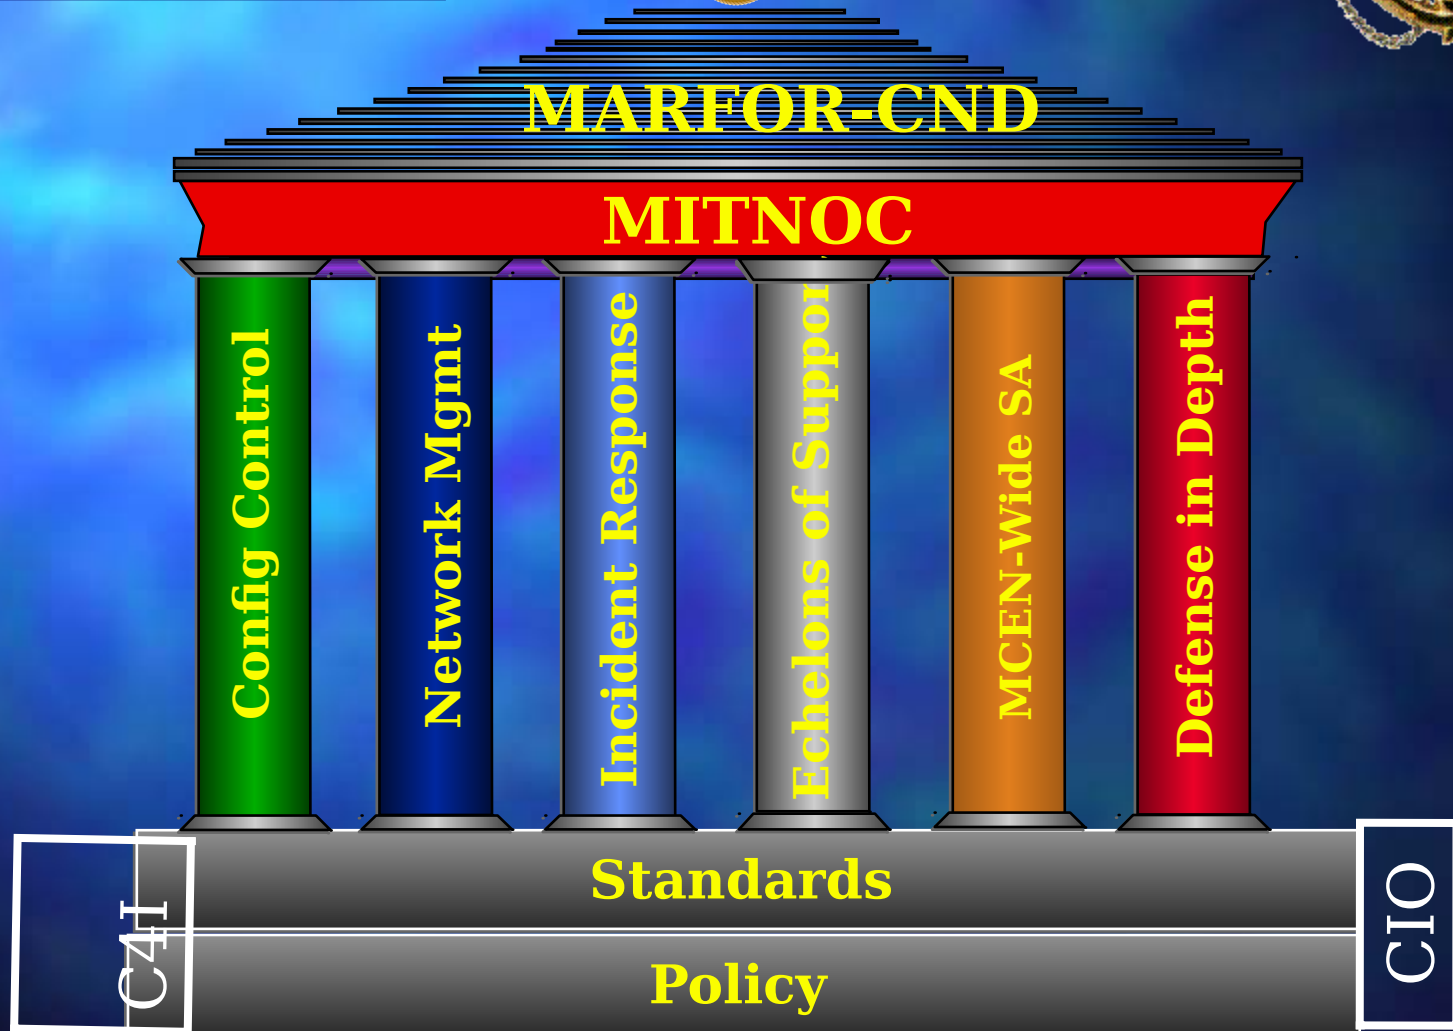 MARFOR-CND
MITNOC
Config Control
Network Mgmt
Incident Response
Echelons of Suppor
MCEN-Wide SA
Defense in Depth
Standards
C4I
CIO
Policy